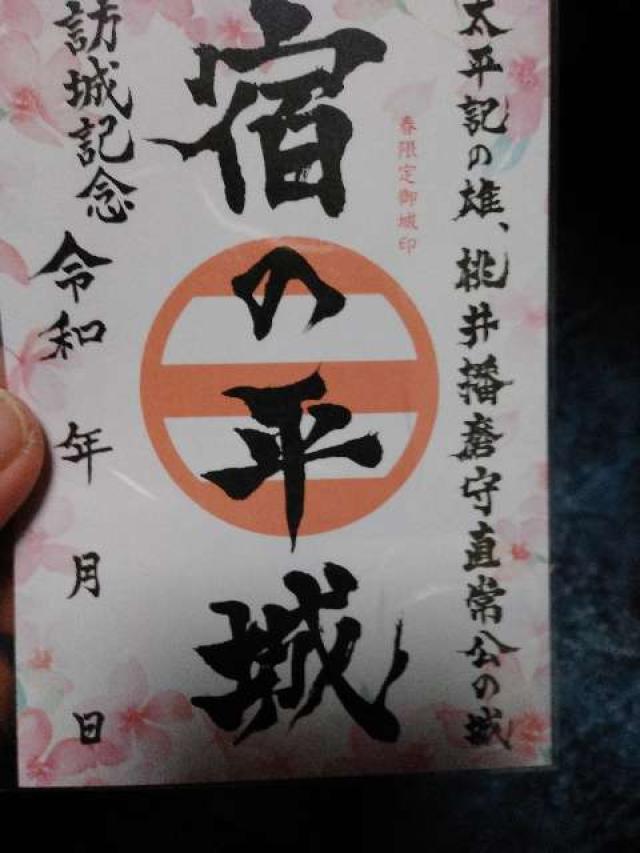 太平記の雄、桃井播磨守直常公の城
春限定御城印
宿の平城
訪城記念 令和 年 月 日